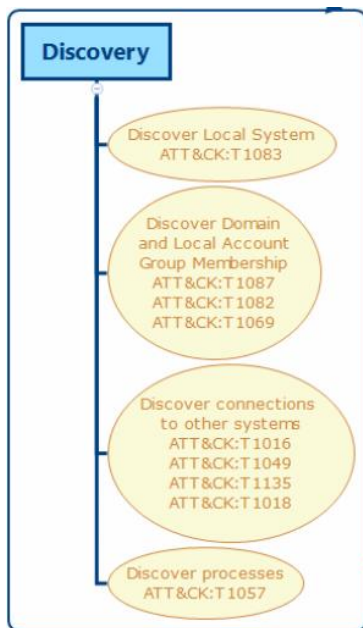 Discovery
Discover Local System
ATT&CK:T1083
Discover Domain
and Local Account
Group Membership
ATT&CK:T1087
ATT&CK:T1082
ATT&CK:T1069
Discover connections
to other systems
ATT&CK:T1016
ATT&CK:T1049
ATT&CK:T1135
ATT&CK:T1018
Discover processes
ATT&CK:T1057